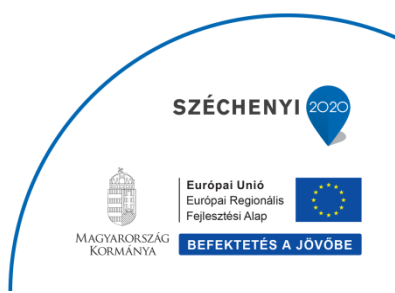 SZÉCHENYI 2020
Európai Unió
Európai Regionális
Fejlesztési Alap
MAGYARORSZÁG
KORMÁNYA
BEFEKTETÉS A JÖVŐBE